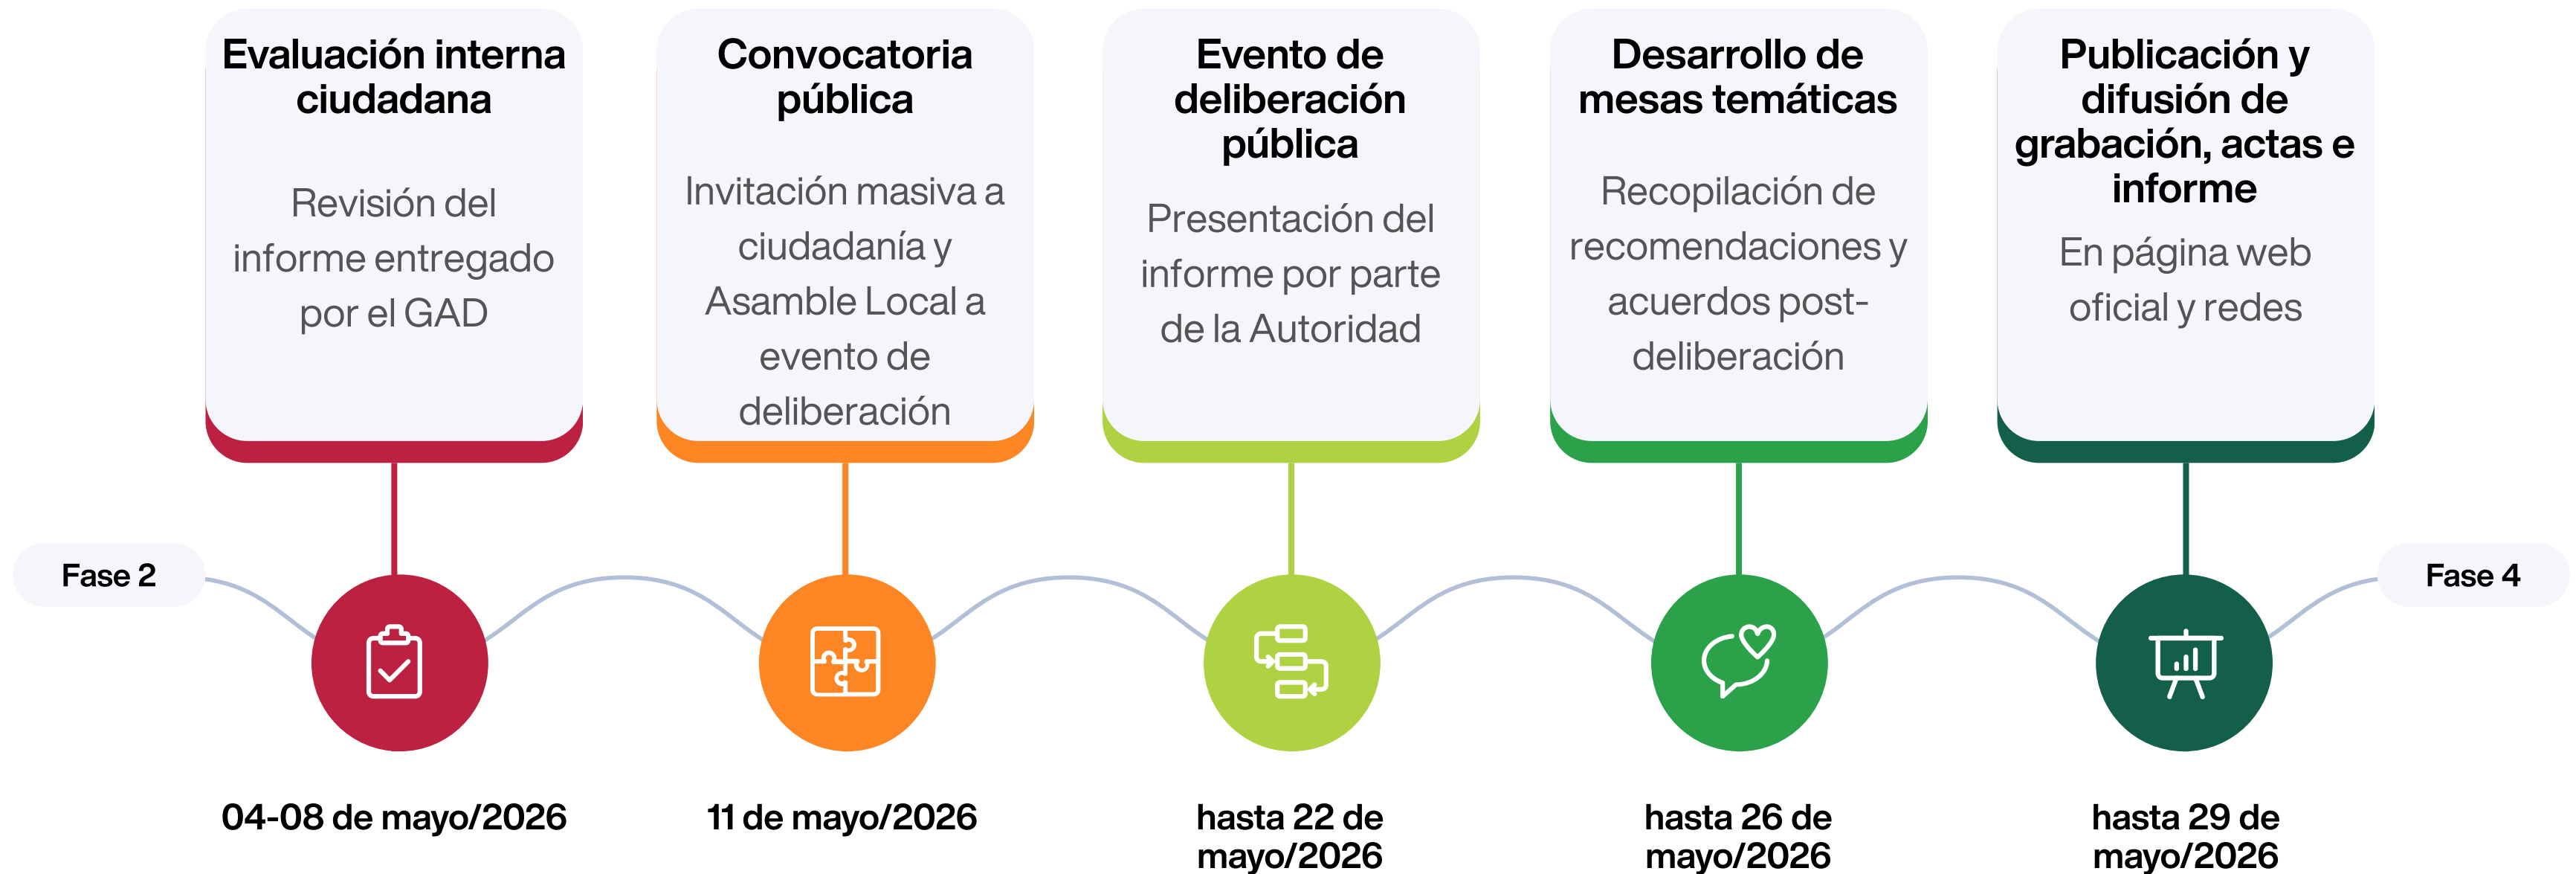 Evaluación interna
ciudadana
Revisión del
informe entregado
por el GAD
Convocatoria
pública
Invitación masiva a
ciudadanía y
Asamble Local a
evento de
deliberación
Evento de
deliberación
pública
Presentación del
informe por parte
de la Autoridad
Desarrollo de
mesas temáticas
Recopilación de
recomendaciones y
acuerdos post-
deliberación
Publicación y
difusión de
grabación, actas e
informe
En página web
oficial y redes
Fase 2
Fase 4
04-08 de mayo/2026
11 de mayo/2026
hasta 22 de
mayo/2026
hasta 26 de
mayo/2026
hasta 29 de
mayo/2026